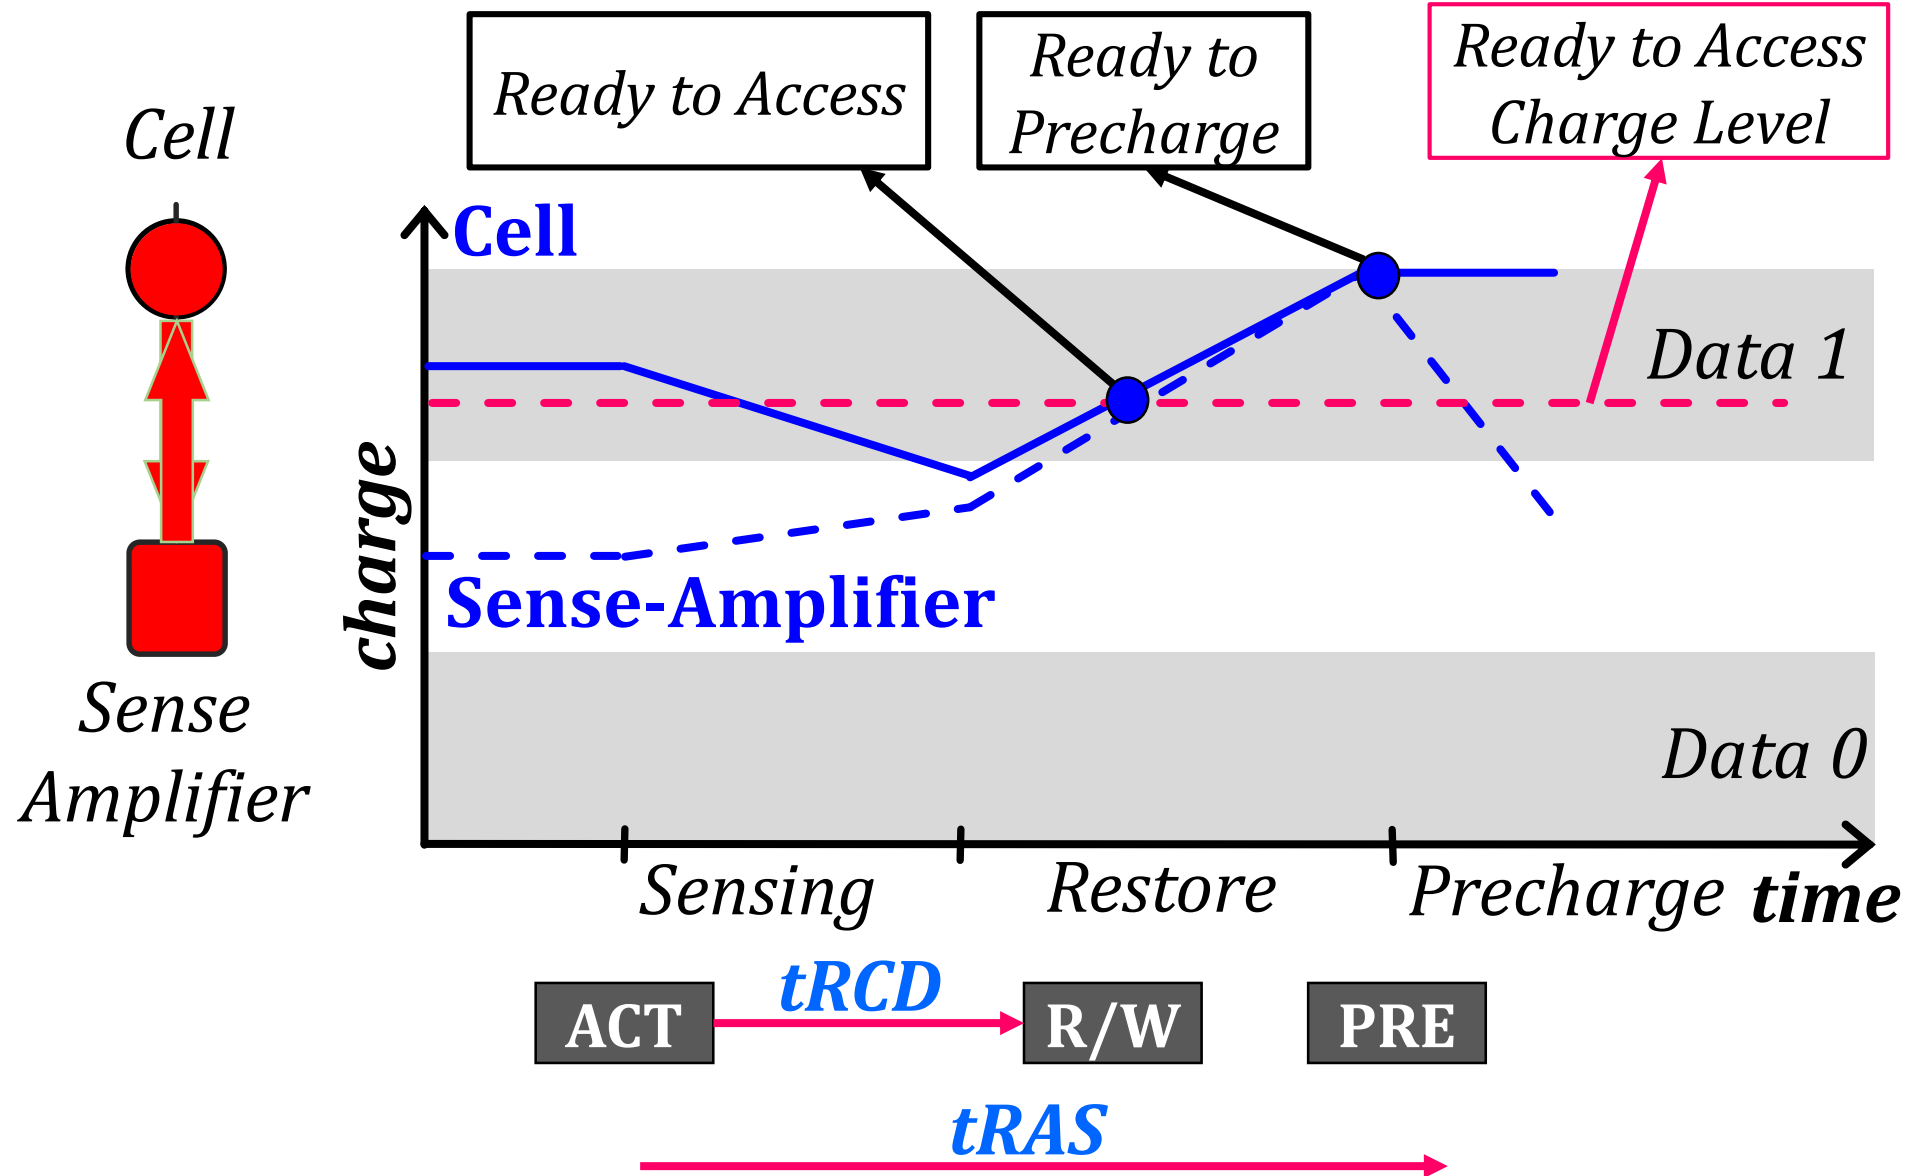 Ready to Access
Ready to
Precharge
Ready to Access
Charge Level
Cell
Cell
Data 1
charge
Sense-Amplifier
Sense
Amplifier
Data 0
Sensing
Restore
Precharge
time
tRCD
ACT
R/W
PRE
tRAS